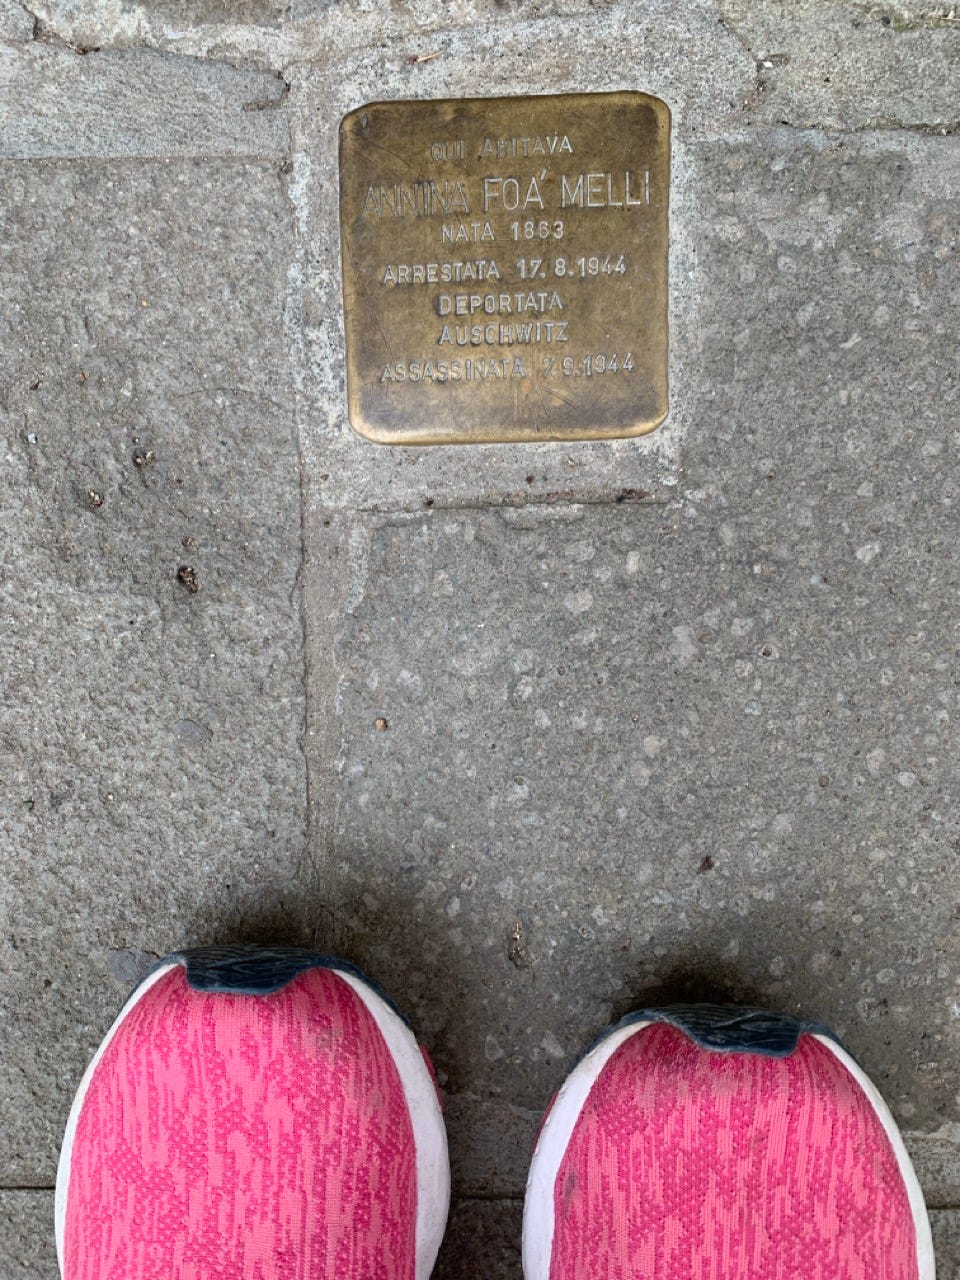 QUI ABITAVA
ANNINA FOA' MELLI
NATA 1863
ARRESTATA 17.8.1944
DEPORTATA
AUSCHWITZ
ASSASSINATA 7.9.1944